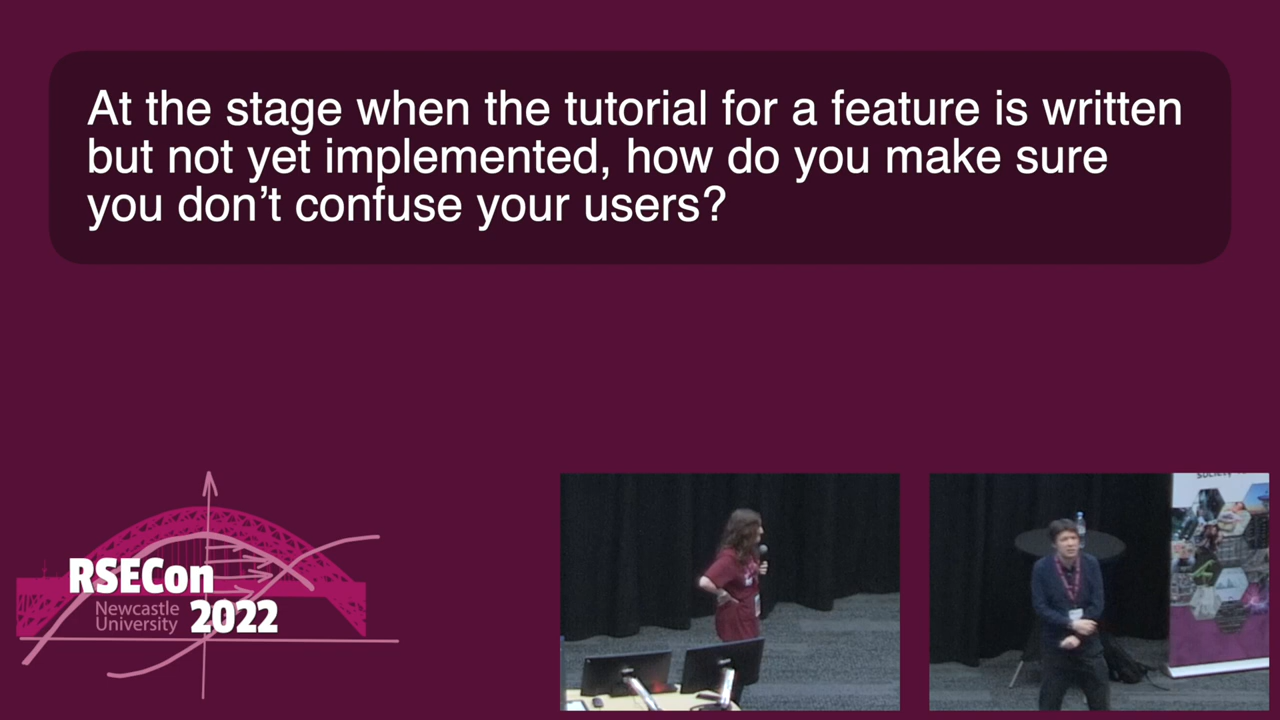 At the stage when the tutorial for a feature is written
but not yet implemented, how do you make sure
you don't confuse your users?
RSECon
Newcastle
University
2022